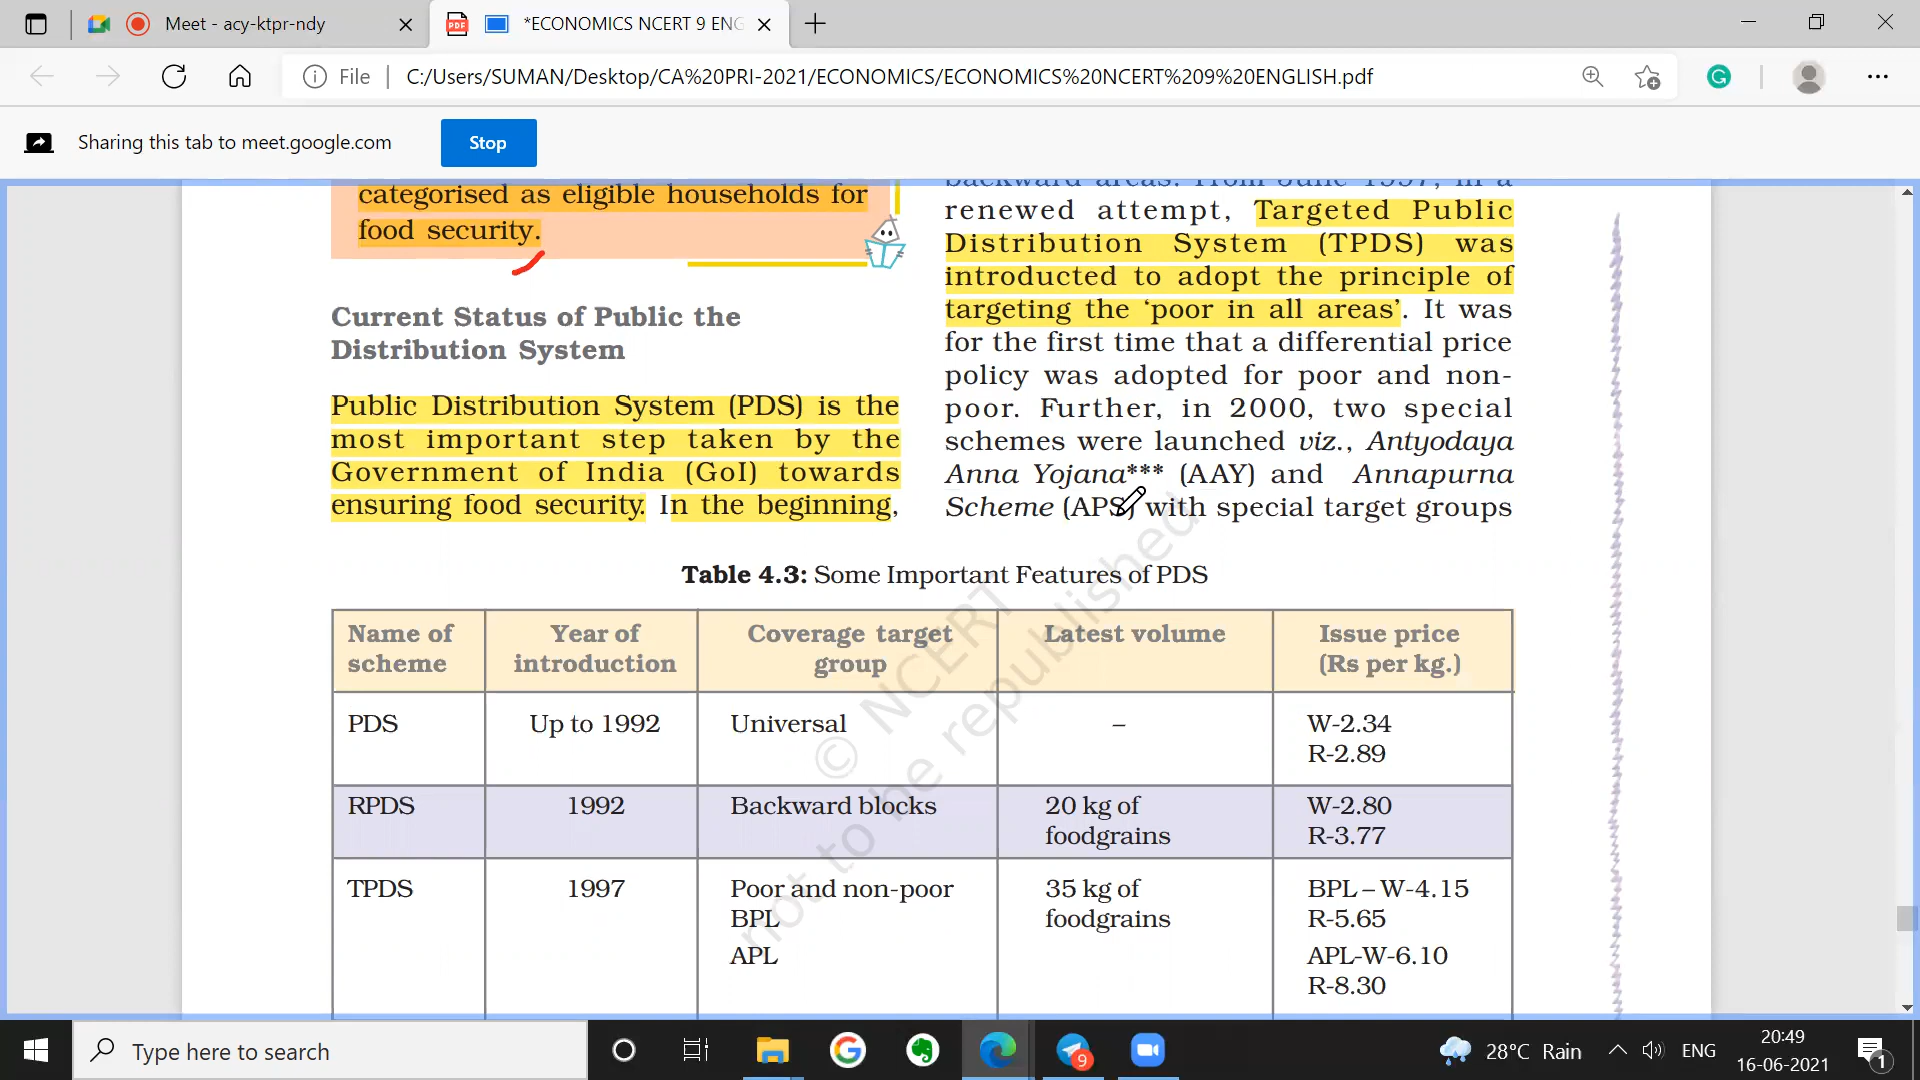 Meet - acy-ktpr-ndy
*ECONOMICS NCERT 9 ENG
File
C:/Users/SUMAN/Desktop/CA%20PRI-2021/ECONOMICS/ECONOMICS%20NCERT%209%20ENGLISH.pdf
Sharing this tab to meet.google.com
Stop
categorised as eligible households for
food security.
Current Status of Public the
Distribution System
Public Distribution System (PDS) is the
most important step taken by the
Government of India (GoI) towards
ensuring food security. In the beginning,
backward areas. From June 1997, in a
renewed attempt, Targeted Public
Distribution System (TPDS) was
introducted to adopt the principle of
targeting the ‘poor in all areas’. It was
for the first time that a differential price
policy was adopted for poor and non-
poor. Further, in 2000, two special
schemes were launched viz., Antyodaya
Anna Yojana*** (AAY) and Annapurna
Scheme (APS) with special target groups
Table 4.3: Some Important Features of PDS
Name of scheme Year of introduction Coverage target group Latest volume Issue price (Rs per kg.)
PDS Up to 1992 Universal – W-2.34
R-2.89
RPDS 1992 Backward blocks 20 kg of foodgrains W-2.80
R-3.77
TPDS 1997 Poor and non-poor 35 kg of foodgrains BPL – W-4.15
BPL R-5.65
APL APL-W-6.10
R-8.30
© NCERT
not to be republished
Type here to search
9
28°C Rain
ENG
20:49
16-06-2021
1